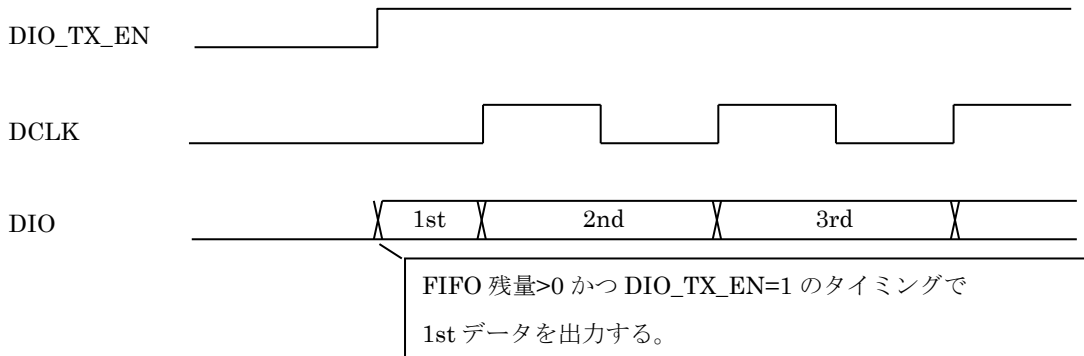 DIO_TX_EN
DCLK
DIO
1st
2nd
3rd
FIFO 残量>0 かつ DIO_TX_EN=1 のタイミングで
1st データを出力する。